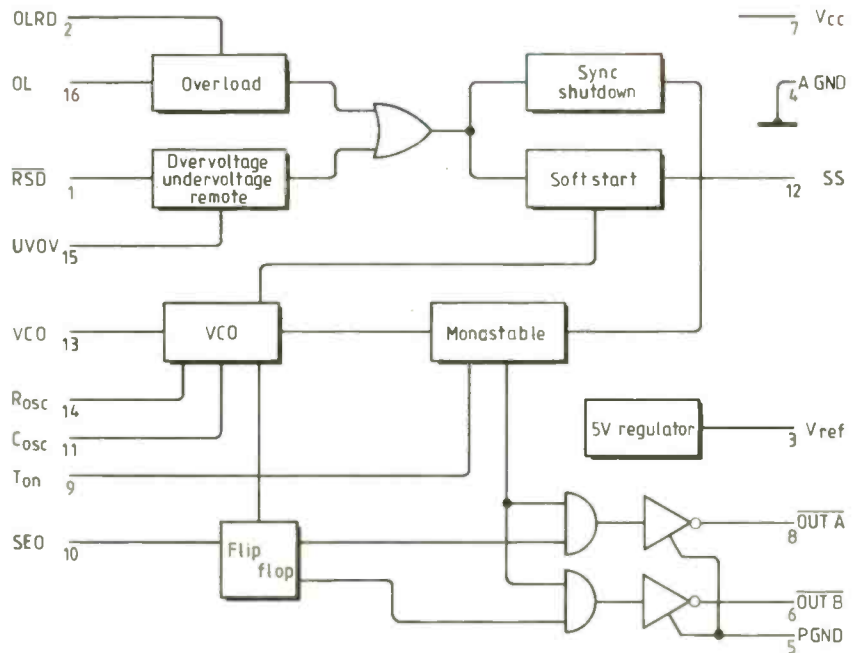 OLRD
2
OL
16
Overload
RSD
1
Dvervoltage
undervoltage
remote
UVOV
15
Sync
shutdown
Soft start
Vcc
7
A GND
4
SS
12
VCO
13
VCO
Monastable
Rosc
14
Cosc
11
Ton
9
5V regulator
Vref
3
SEO
10
Flip
flop
OUT A
8
OUT B
6
PGND
5